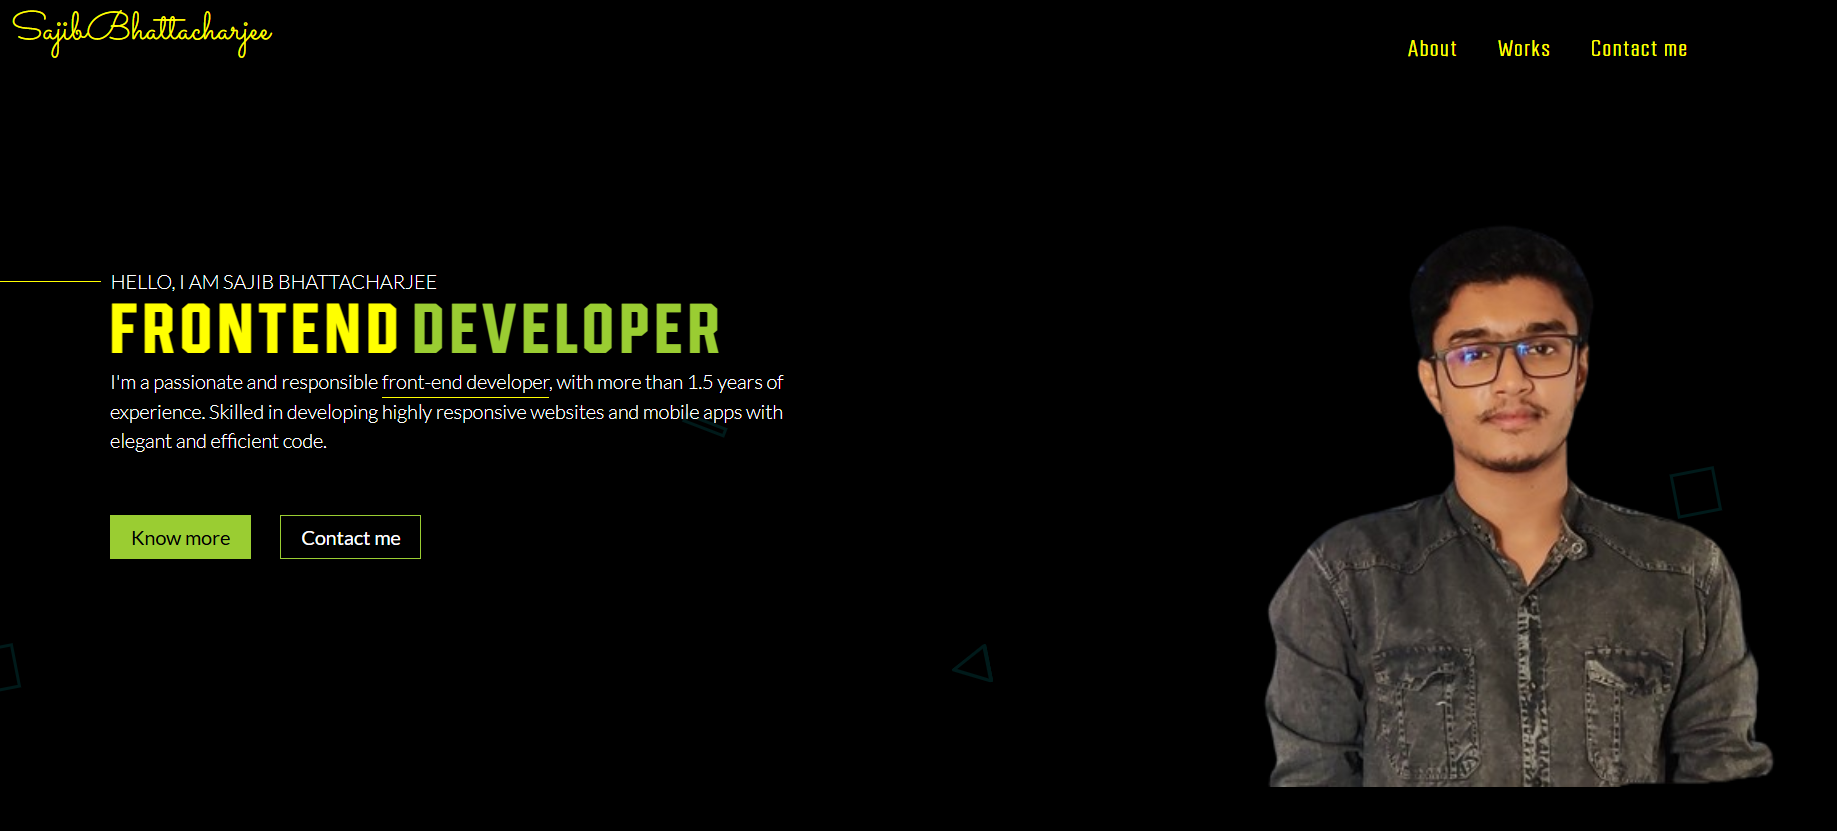 SajibBhattacharjee
About Works Contact me
HELLO, I AM SAJIB BHATTACHARJEE
FRONTEND DEVELOPER
I'm a passionate and responsible front-end developer, with more than 1.5 years of
experience. Skilled in developing highly responsive websites and mobile apps with
elegant and efficient code.
Know more Contact me